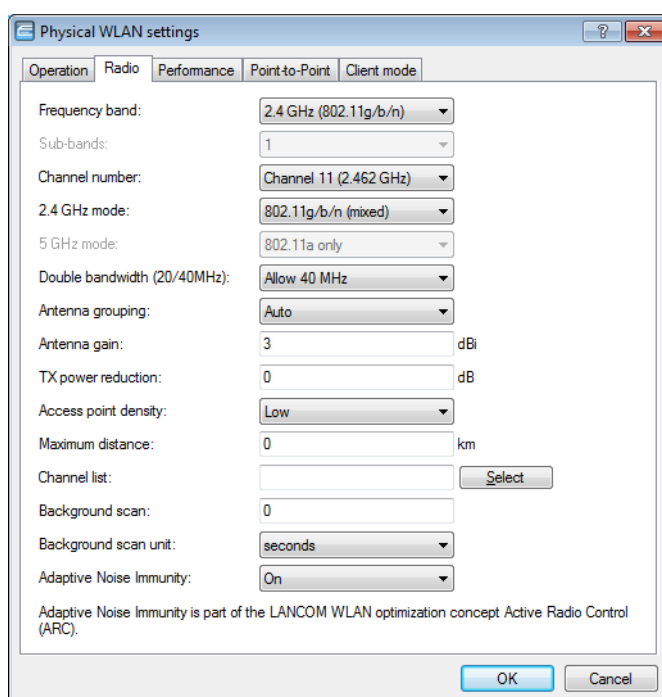 Physical WLAN settings
Operation Radio Performance Point-to-Point Client mode
Frequency band: 2.4 GHz (802.11g/b/n)
Sub-bands: 1
Channel number: Channel 11 (2.462 GHz)
2.4 GHz mode: 802.11g/b/n (mixed)
5 GHz mode: 802.11a only
Double bandwidth (20/40MHz): Allow 40 MHz
Antenna grouping: Auto
Antenna gain: 3 dBi
TX power reduction: 0 dB
Access point density: Low
Maximum distance: 0 km
Channel list: Select
Background scan: 0
Background scan unit: seconds
Adaptive Noise Immunity: On
Adaptive Noise Immunity is part of the LANCOM WLAN optimization concept Active Radio Control
(ARC).
OK Cancel